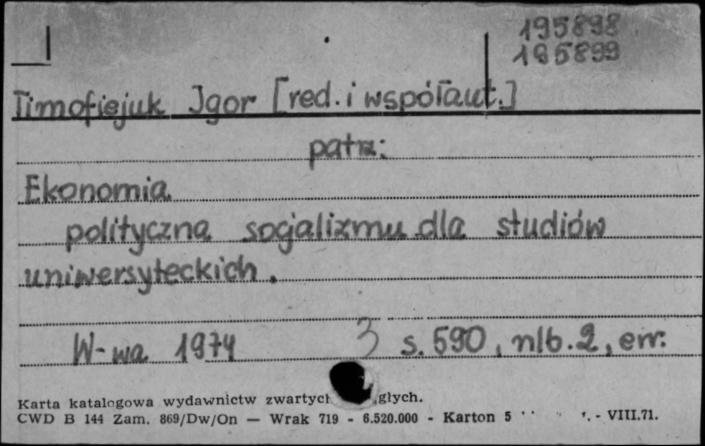 195898
195899
Timofiejuk Igor [red. i współaut.]
patrz:
Ekonomia
polityczna socjalizmu dla studiów
uniwersyteckich.
W-wa 1974 3 s. 590, nlb. 2, err.
Karta katalogowa wydawnictw zwartych głych.
CWD B 144 Zam. 869/Dw/On — Wrak 719 - 6.520.000 - Karton 5 - VIII.71.